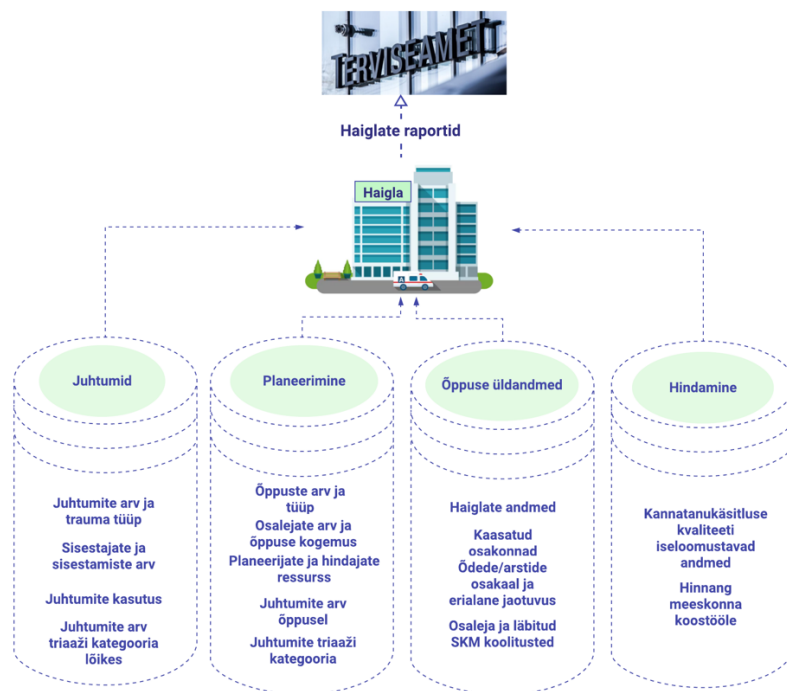 TERVISEAMET
Haiglate raportid
Haigla
Juhtumid
Planeerimine
Õppuse üldandmed
Hindamine
Juhtumite arv ja
trauma tüüp
Sisestajate ja
sisestamiste arv
Juhtumite kasutus
Juhtumite arv
triaaži kategooria
lõikes
Õppuste arv ja
tüüp
Osalejate arv ja
õppuse kogemus
Planeerijate ja hindajate
ressurss
Juhtumite arv
õppusel
Juhtumite triaaži
kategooria
Haiglate andmed
Kaasatud
osakonnad
Õdede/arstide
osakaal ja
erialane jaotuvus
Osaleja ja läbitud
SKM koolitusted
Kannatanukäsitluse
kvaliteeti
iseloomustavad
andmed
Hinnang
meeskonna
koostööle